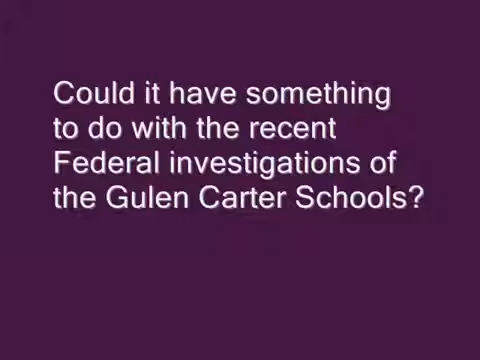 Could it have something
to do with the recent
Federal investigations of
the Gulen Carter Schools?